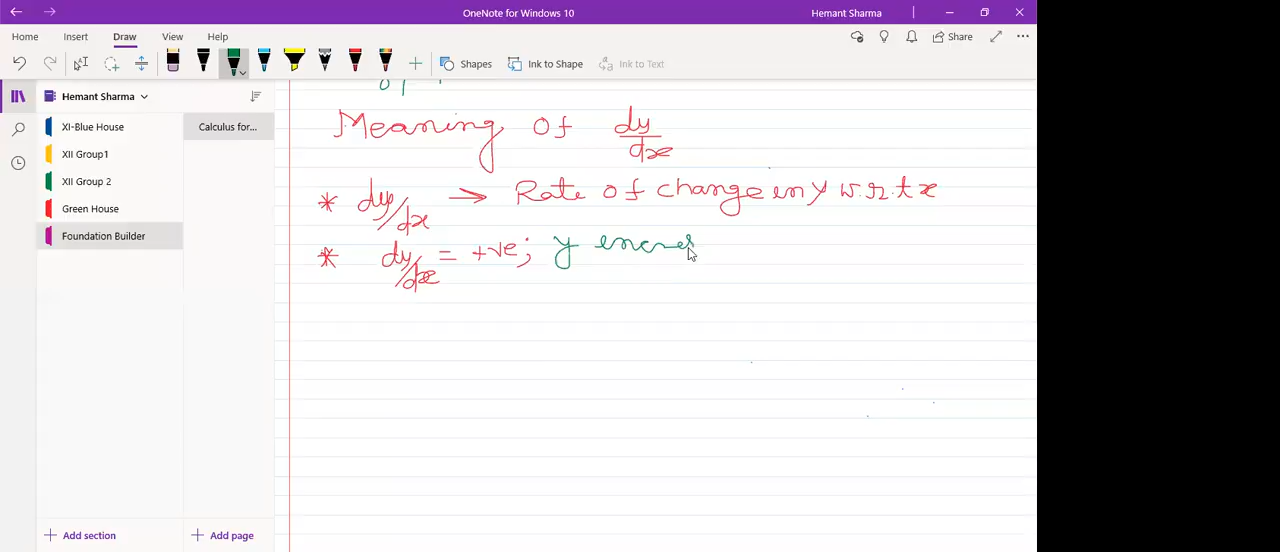 OneNote for Windows 10
Hemant Sharma
Home Insert Draw View Help
Share
Shapes Ink to Shape Ink to Text
Hemant Sharma
XI-Blue House
XII Group1
XII Group 2
Green House
Foundation Builder
Calculus for...
Add section
Add page
Meaning Of dy/dx
* dy/dx → Rate of change in y w.r.t x
* dy/dx = +ve; y